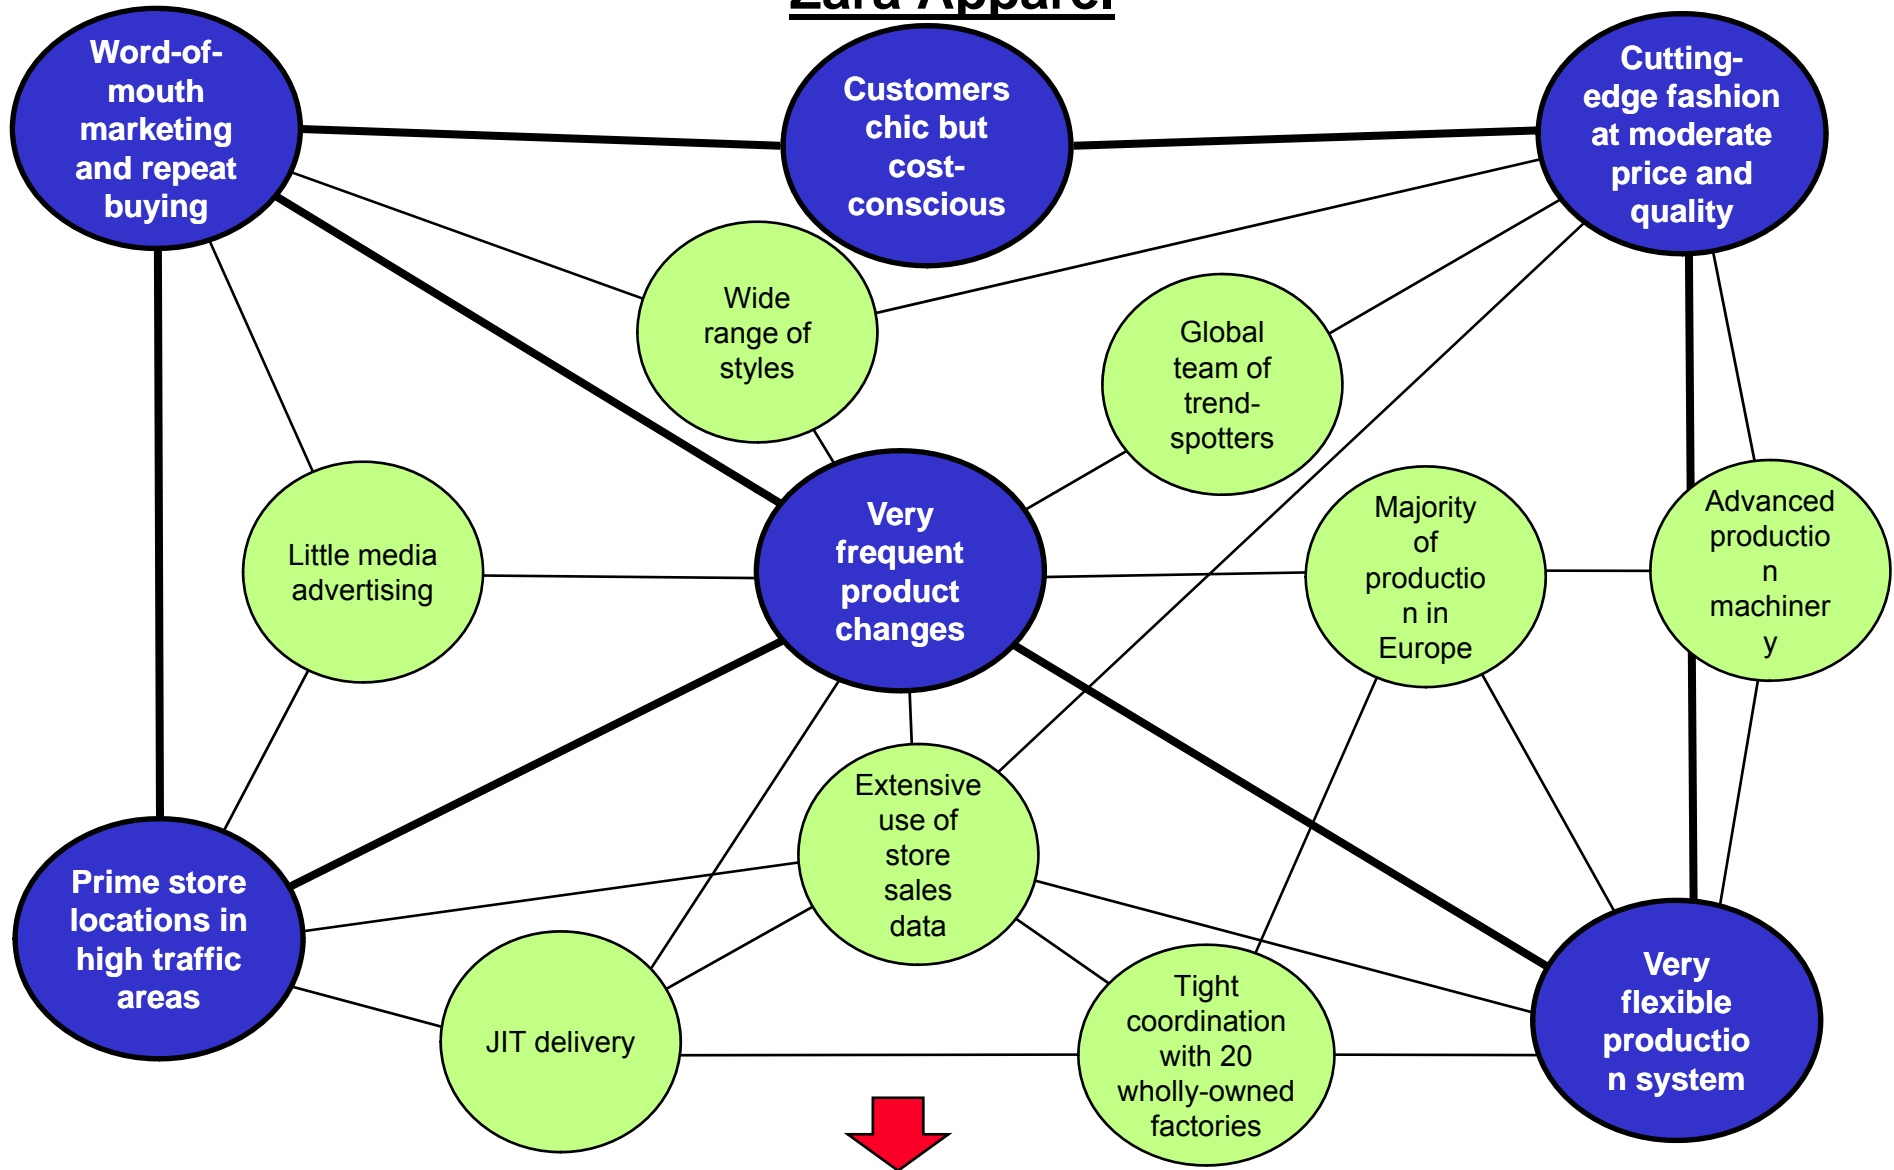 Zara Apparel
Word-of-
mouth
marketing
and repeat
buying
Customers
chic but
cost-
conscious
Cutting-
edge fashion
at moderate
price and
quality
Wide
range of
styles
Global
team of
trend-
spotters
Little media
advertising
Very
frequent
product
changes
Majority
of
productio
n in
Europe
Advanced
productio
n
machiner
y
Prime store
locations in
high traffic
areas
Extensive
use of
store
sales
data
JIT delivery
Tight
coordination
with 20
wholly-owned
factories
Very
flexible
productio
n system